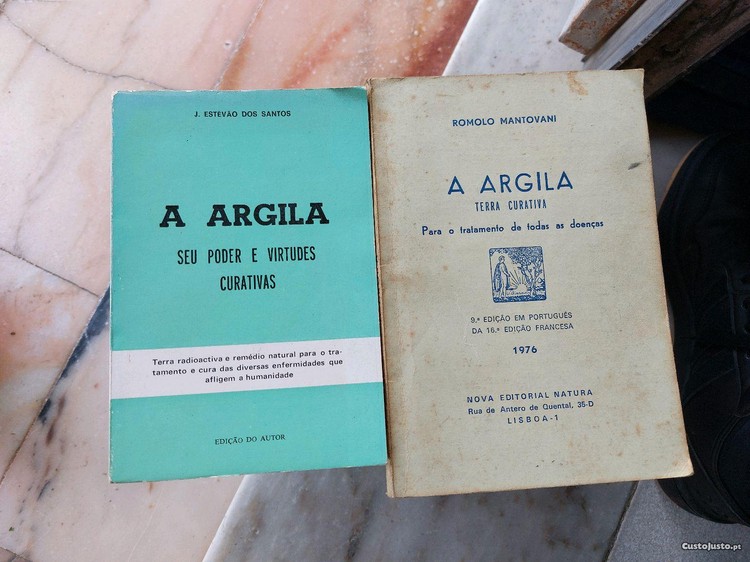 J. ESTEVÃO DOS SANTOS
A ARGILA
SEU PODER E VIRTUDES
CURATIVAS
Terra radioactiva e remédio natural para o tra-
tamento e cura das diversas enfermidades que
afligem a humanidade
EDIÇÃO DO AUTOR
ROMOLO MANTOVANI
A ARGILA
TERRA CURATIVA
Para o tratamento de todas as doenças
9.ª EDIÇÃO EM PORTUGUÊS
DA 16.ª EDIÇÃO FRANCESA
1976
NOVA EDITORIAL NATURA
Rua de Antero de Quental, 35-D
LISBOA-1
CustoJusto.pt